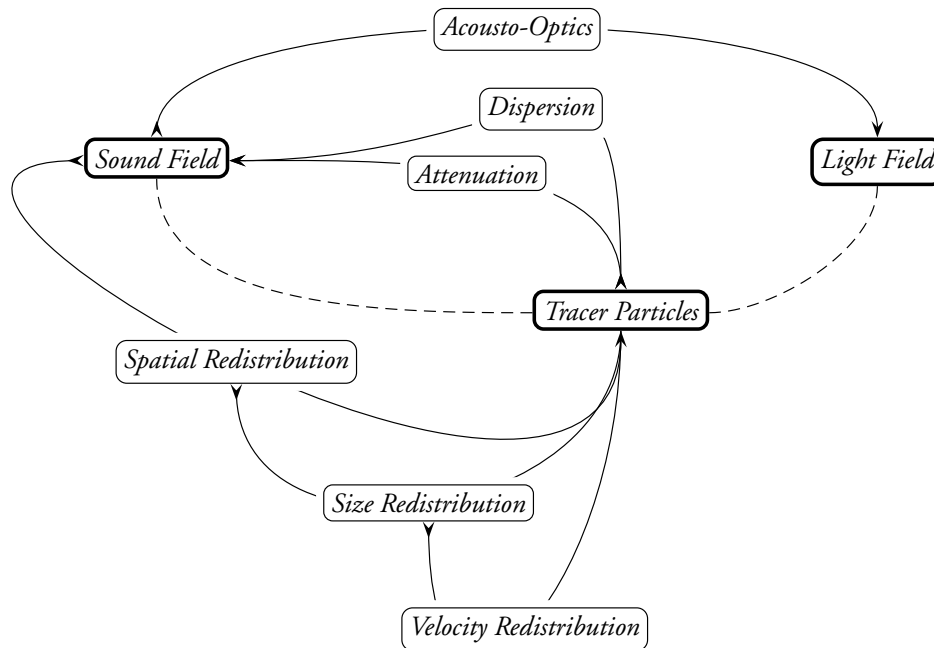 Acousto-Optics
Dispersion
Sound Field
Light Field
Attenuation
Tracer Particles
Spatial Redistribution
Size Redistribution
Velocity Redistribution